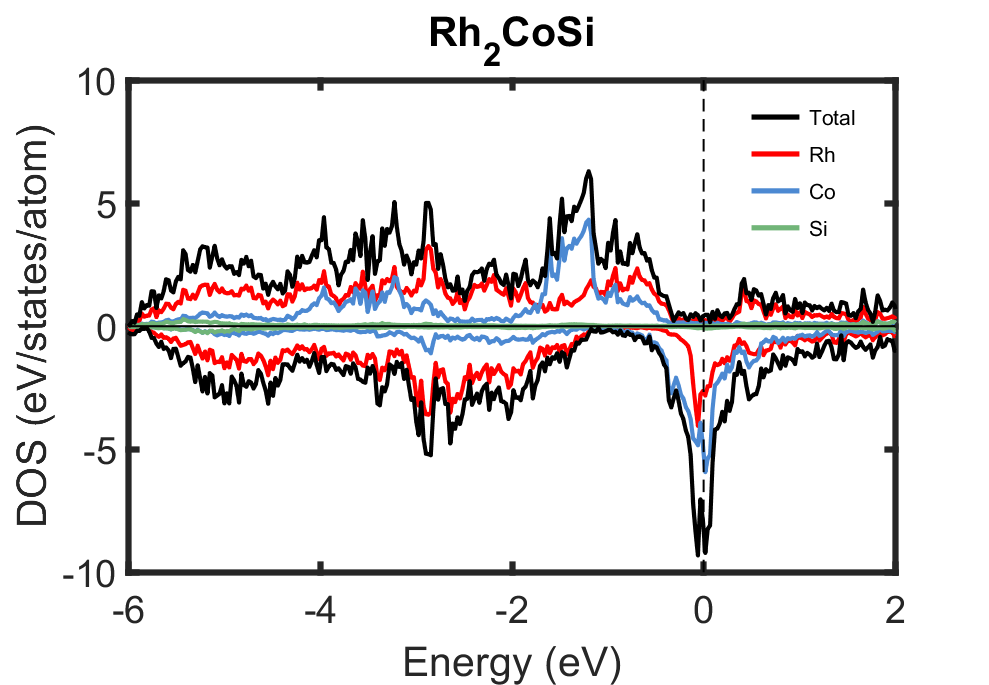 Rh₂CoSi
DOS (eV/states/atom)
10
5
0
-5
-10
Total
Rh
Co
Si
-6 -4 -2 0 2
Energy (eV)